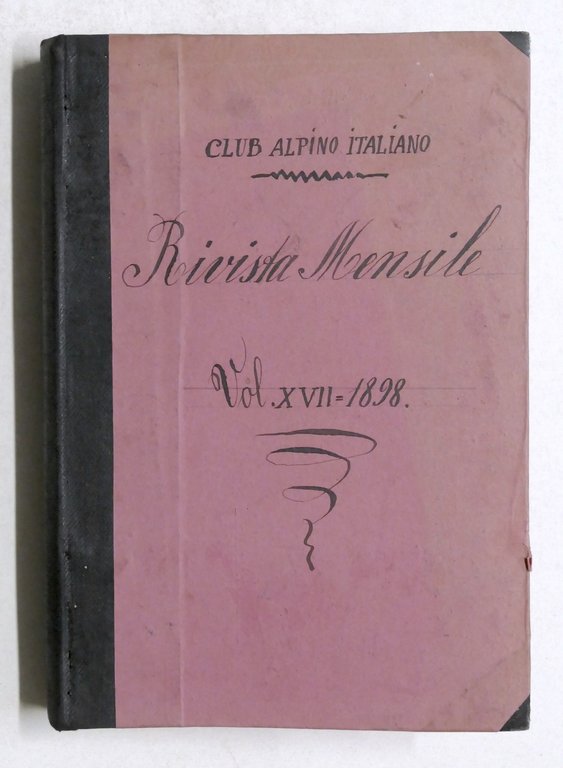 CLUB ALPINO ITALIANO
Rivista Mensile
Vol. XVII = 1898.